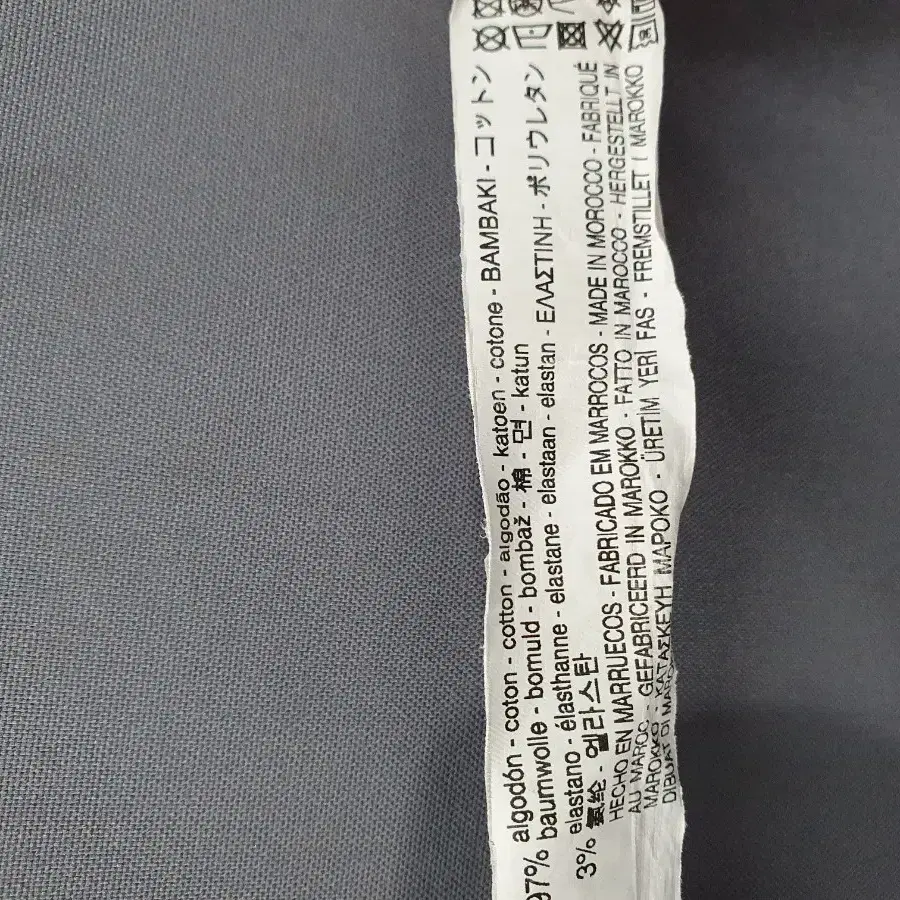 97% algodón - coton - cotton - algodão - katoen - cotone - ΒΑΜΒΑΚΙ - コットン
baumwolle - bomuld - bombaž - 棉 - 면 - katun
3% elastano - élasthanne - elastane - elastaan - elastan - ΕΛΑΣΤΙΝΗ - ポリウレタン
氨纶 - 엘라스탄
HECHO EN MARRUECOS - FABRICADO EM MARROCOS - MADE IN MOROCCO - FABRIQUÉ
AU MAROC - GEFABRICEERD IN MAROKKO - FATTO IN MAROCCO - HERGESTELLT IN
MAROKKO - ΚΑΤΑΣΚΕΥΗ ΜΑΡΟΚΟ - ÜRETİM YERİ FAS - FREMSTILLET I MAROKKO
DIBUAT DI